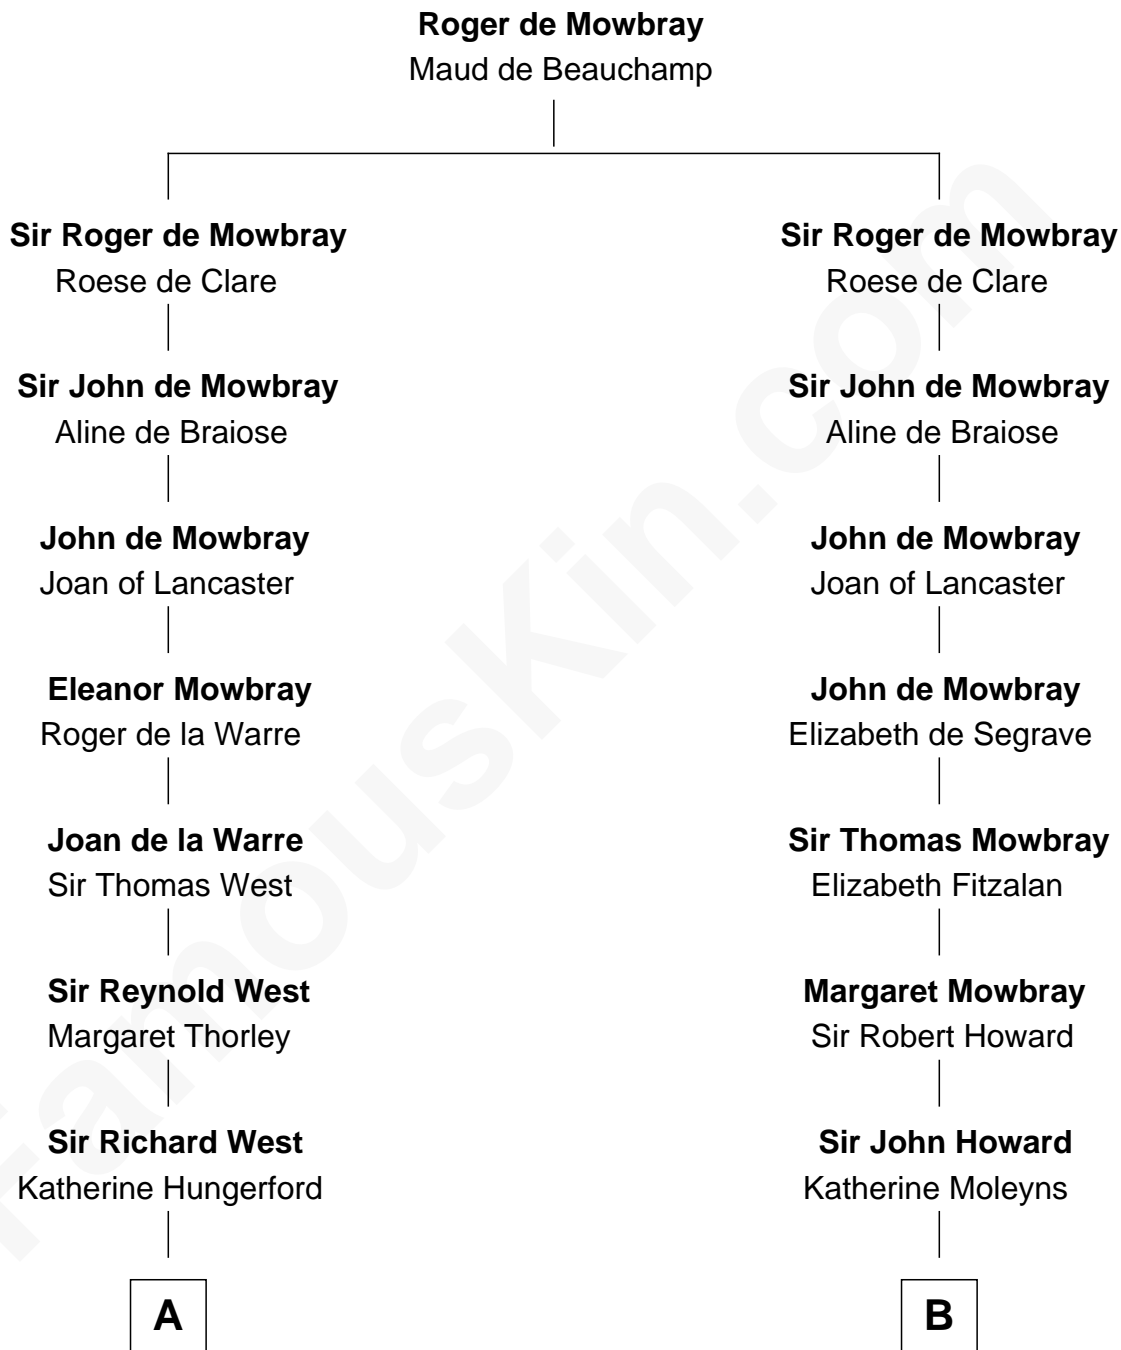 Roger de Mowbray
Maud de Beauchamp
Sir Roger de Mowbray
Roese de Clare
Sir John de Mowbray
Aline de Braiose
John de Mowbray
Joan of Lancaster
Eleanor Mowbray
Roger de la Warre
Joan de la Warre
Sir Thomas West
Sir Reynold West
Margaret Thorley
Sir Richard West
Katherine Hungerford
A
Sir Roger de Mowbray
Roese de Clare
Sir John de Mowbray
Aline de Braiose
John de Mowbray
Joan of Lancaster
John de Mowbray
Elizabeth de Segrave
Sir Thomas Mowbray
Elizabeth Fitzalan
Margaret Mowbray
Sir Robert Howard
Sir John Howard
Katherine Moleyns
B
FamousKin.com